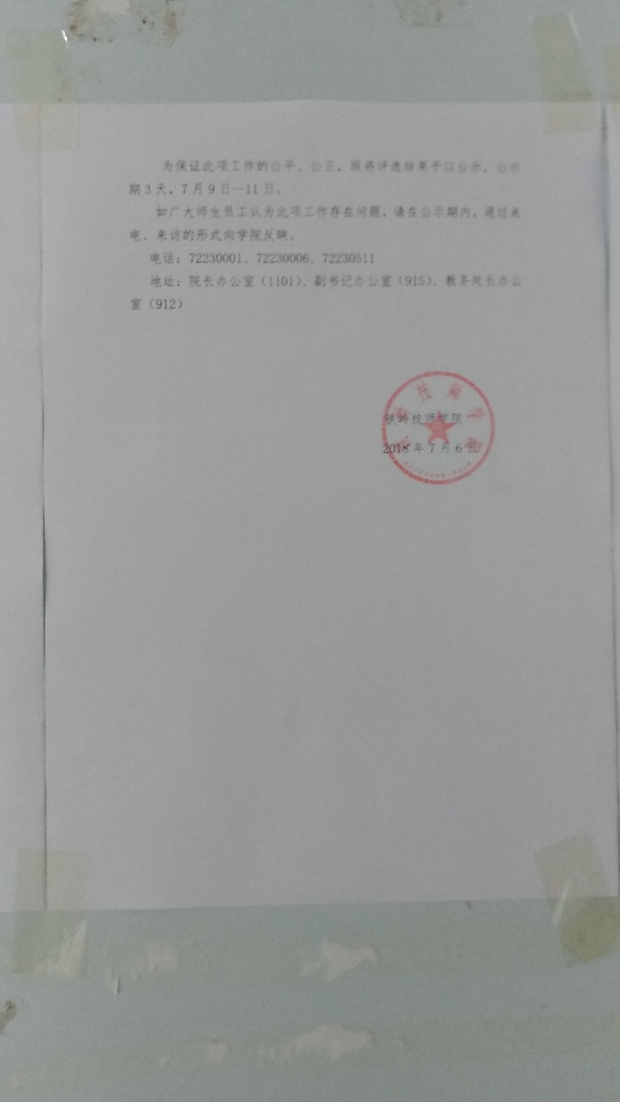 为保证此项工作的公平、公正，现将评选结果予以公示，公示
期3天，7月9日—11日。
如广大师生员工认为此项工作存在问题，请在公示期内，通过来
电、来访的形式向学院反映。
电话：72230001、72230006、72230511
地址：院长办公室（1101）、副书记办公室（915）、教务处长办公
室（912）
铁岭技师学院
2018年7月6日